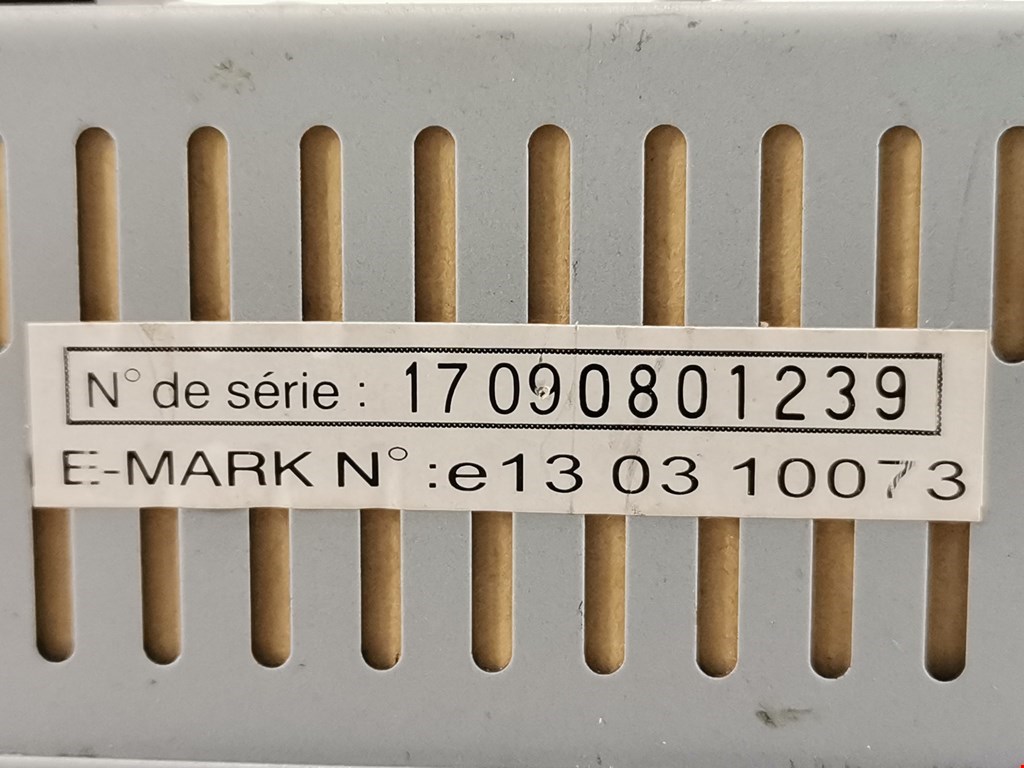 N° de série : 17090801239
E-MARK N° :e13 03 10073